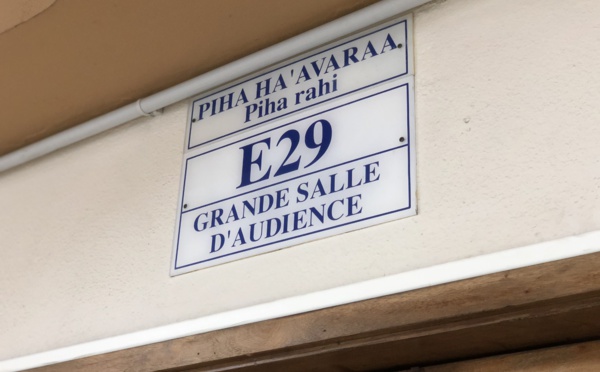 PIHA HA'AVARAA
Piha rahi
E29
GRANDE SALLE
D'AUDIENCE